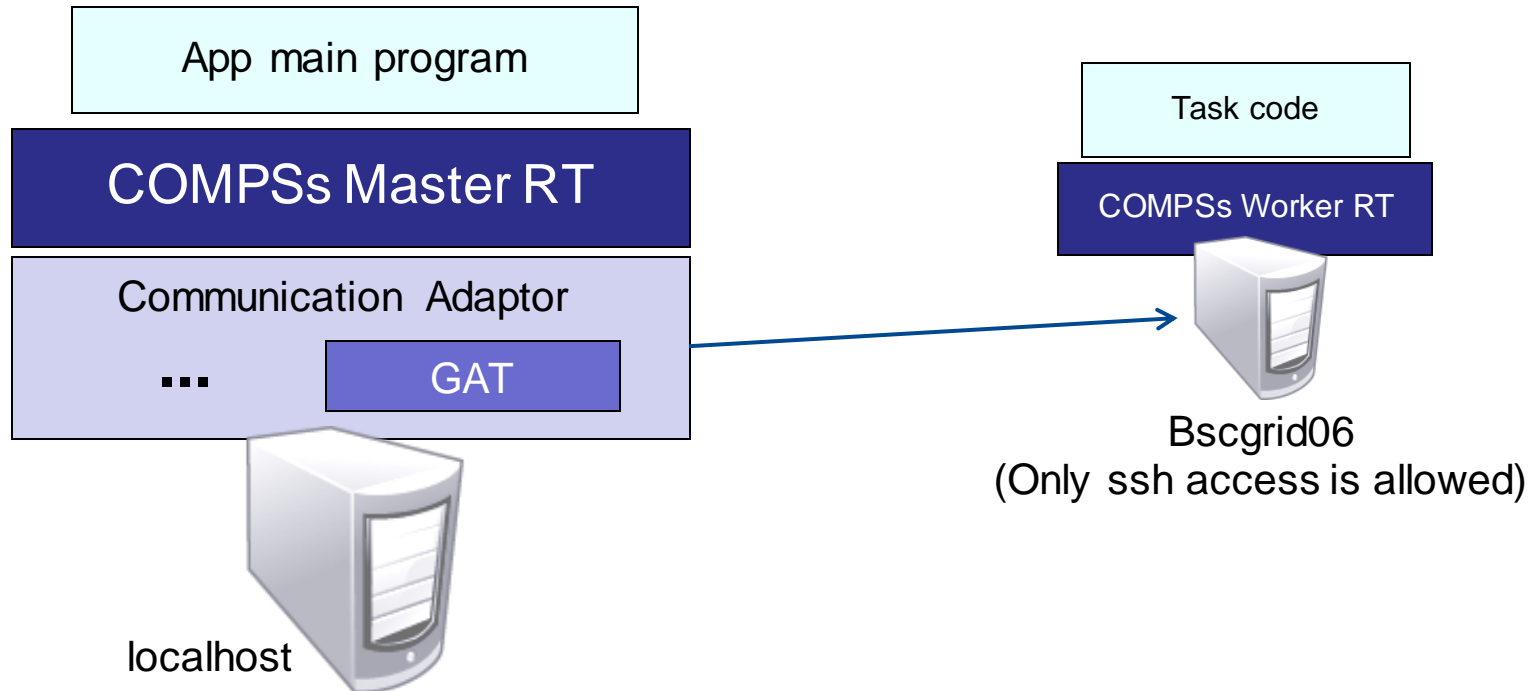 App main program
COMPSs Master RT
Communication Adaptor
...
GAT
localhost
Task code
COMPSs Worker RT
Bscgrid06
(Only ssh access is allowed)